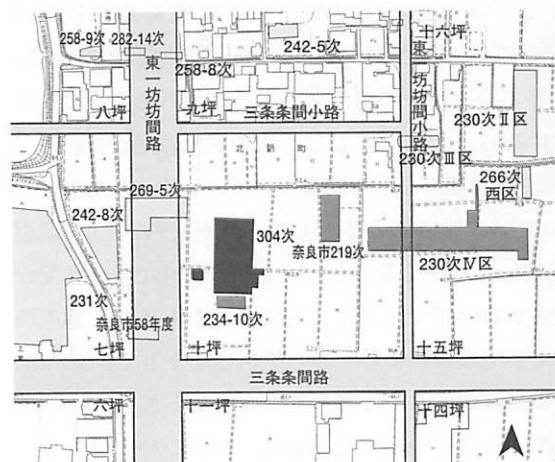 258-9次 282-14次
242-5次
十六坪
東一坊坊間路
258-8次
東一坊坊間小路
八坪
九坪
三条条間小路
230次Ⅱ区
北新町
230次Ⅲ区
266次
西区
269-5次
242-8次
304次
奈良市219次
230次Ⅳ区
231次
奈良市58年度
234-10次
七坪
十坪
十五坪
三条条間路
六坪
十一坪
十四坪